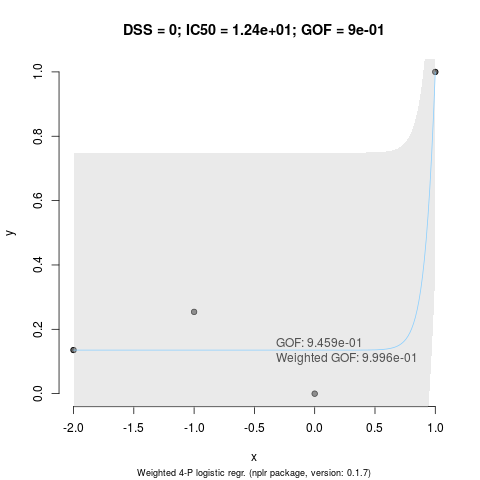 DSS = 0; IC50 = 1.24e+01; GOF = 9e-01
1.0
0.8
0.6
0.4
0.2
0.0
y
GOF: 9.459e-01
Weighted GOF: 9.996e-01
-2.0 -1.5 -1.0 -0.5 0.0 0.5 1.0
x
Weighted 4-P logistic regr. (nplr package, version: 0.1.7)